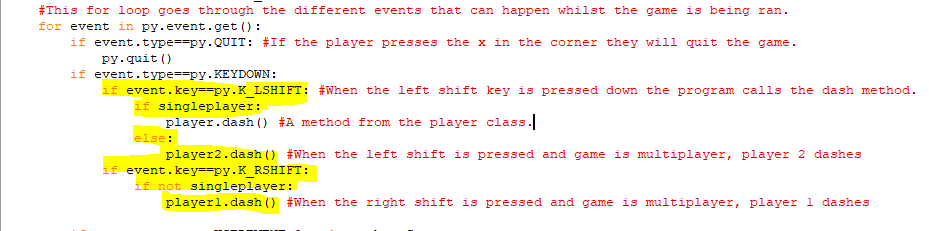 #This for loop goes through the different events that can happen whilst the game is being ran.
for event in py.event.get():
if event.type==py.QUIT: #If the player presses the x in the corner they will quit the game.
py.quit()
if event.type==py.KEYDOWN:
if event.key==py.K_LSHIFT: #When the left shift key is pressed down the program calls the dash method.
if singleplayer:
player.dash() #A method from the player class.
else:
player2.dash() #When the left shift is pressed and game is multiplayer, player 2 dashes
if event.key==py.K_RSHIFT:
if not singleplayer:
player1.dash() #When the right shift is pressed and game is multiplayer, player 1 dashes